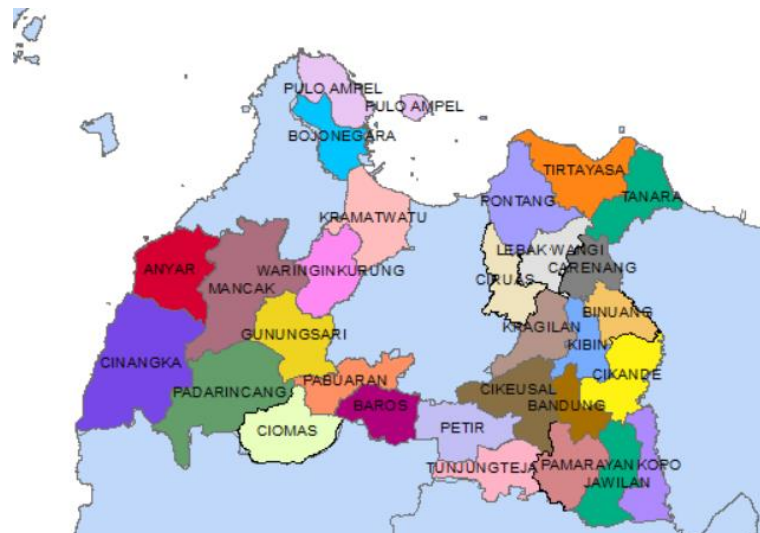 PULO AMPEL
PULO AMPEL
BOJONEGARA
TIRTAYASA
TANARA
PONTANG
KRAMATWATU
LEBAK WANGI
ANYAR
WARINGINKURUNG
CARENANG
CIRUAS
MANCAK
BINUANG
KRAGILAN
GUNUNGSARI
KIBIN
CINANGKA
CIKANDE
PABUARAN
CIKEUSAL
PADARINCANG
BAROS
BANDUNG
PETIR
CIOMAS
TUNJUNGTEJA
PAMARAYAN
KOPO
JAWILAN